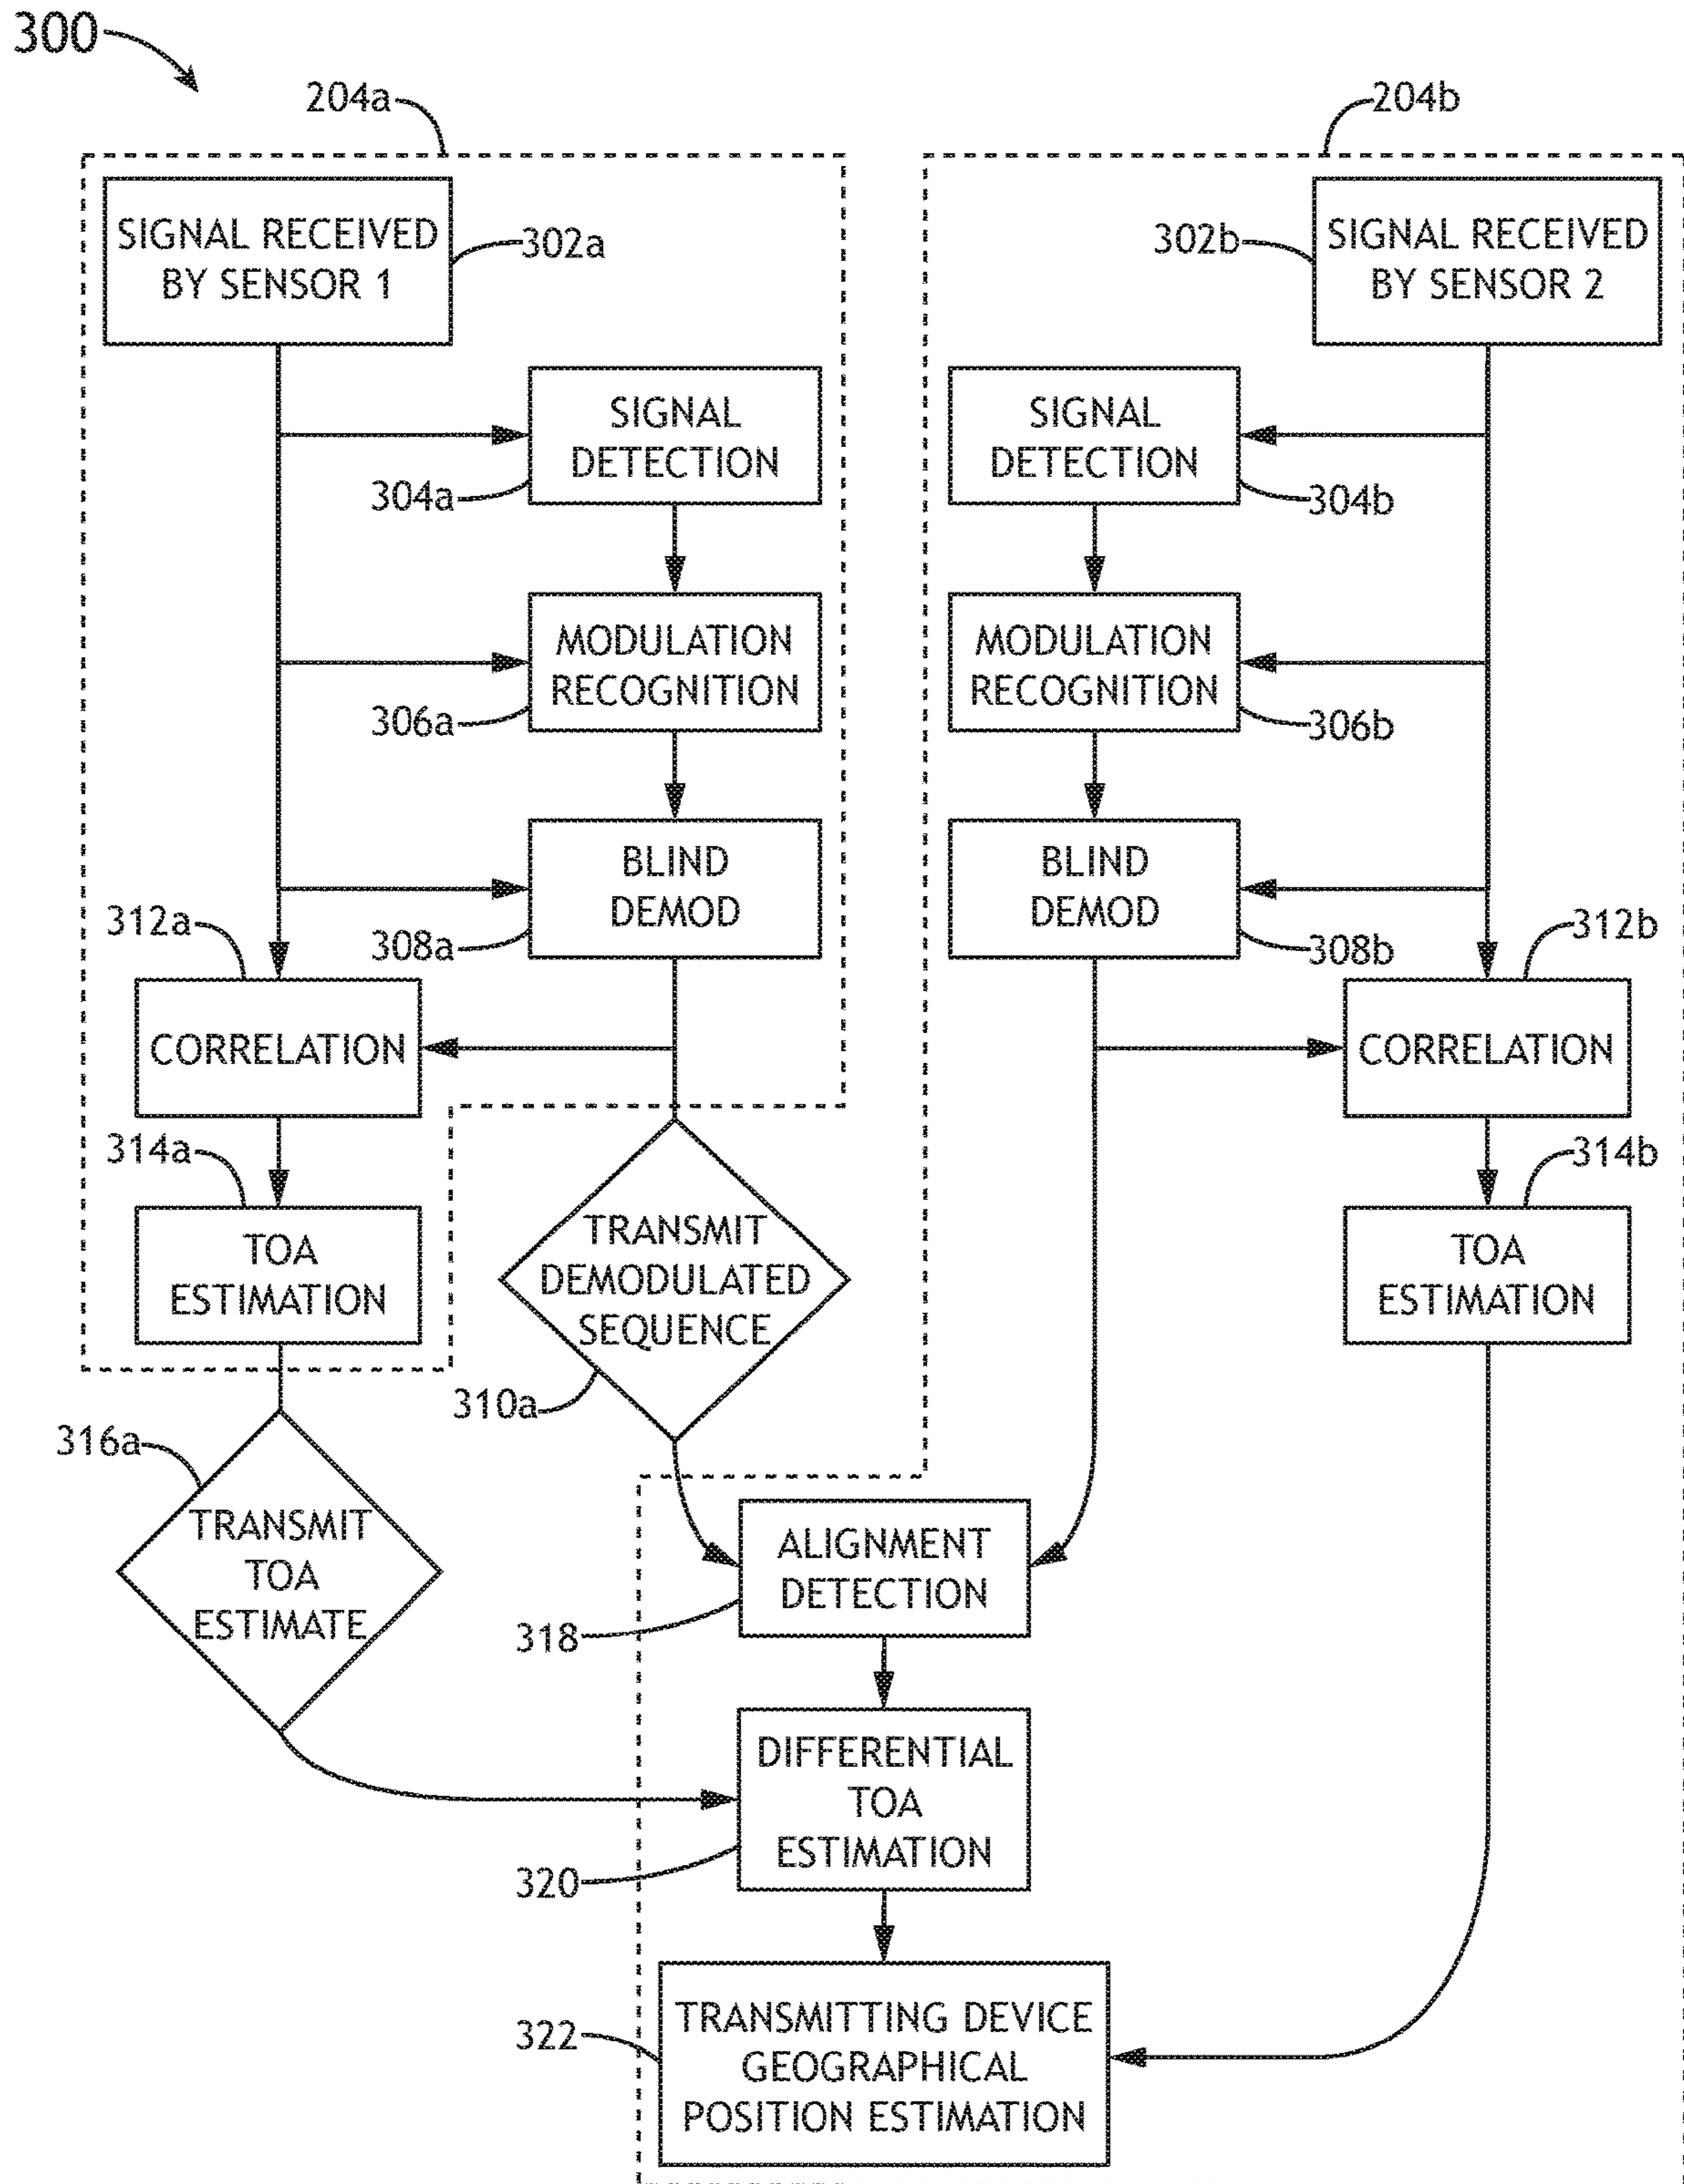 300
204a
204b
SIGNAL RECEIVED
BY SENSOR 1
302a
302b
SIGNAL RECEIVED
BY SENSOR 2
SIGNAL
DETECTION
304a
SIGNAL
DETECTION
304b
MODULATION
RECOGNITION
306a
MODULATION
RECOGNITION
306b
BLIND
DEMOD
308a
BLIND
DEMOD
308b
312a
CORRELATION
312b
CORRELATION
314a
TOA
ESTIMATION
TRANSMIT
DEMODULATED
SEQUENCE
310a
314b
TOA
ESTIMATION
316a
TRANSMIT
TOA
ESTIMATE
ALIGNMENT
DETECTION
318
DIFFERENTIAL
TOA
ESTIMATION
320
322
TRANSMITTING DEVICE
GEOGRAPHICAL
POSITION ESTIMATION